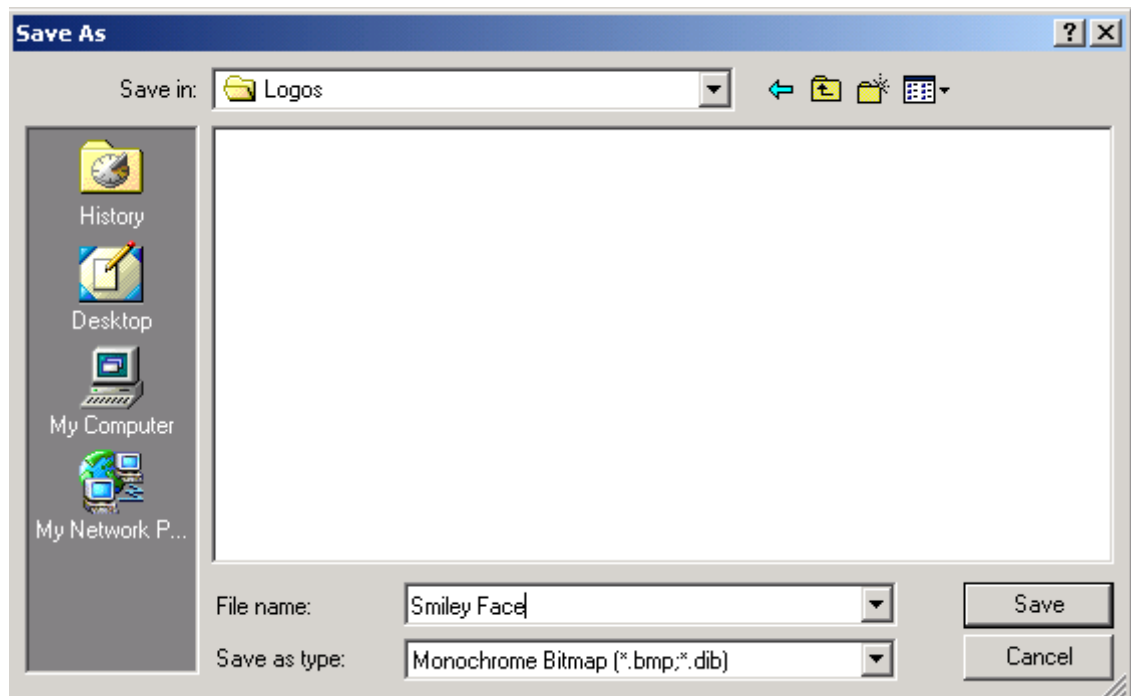 Save As
Save in: Logos
History
Desktop
My Computer
My Network P...
File name: Smiley Face Save
Save as type: Monochrome Bitmap (*.bmp;*.dib) Cancel